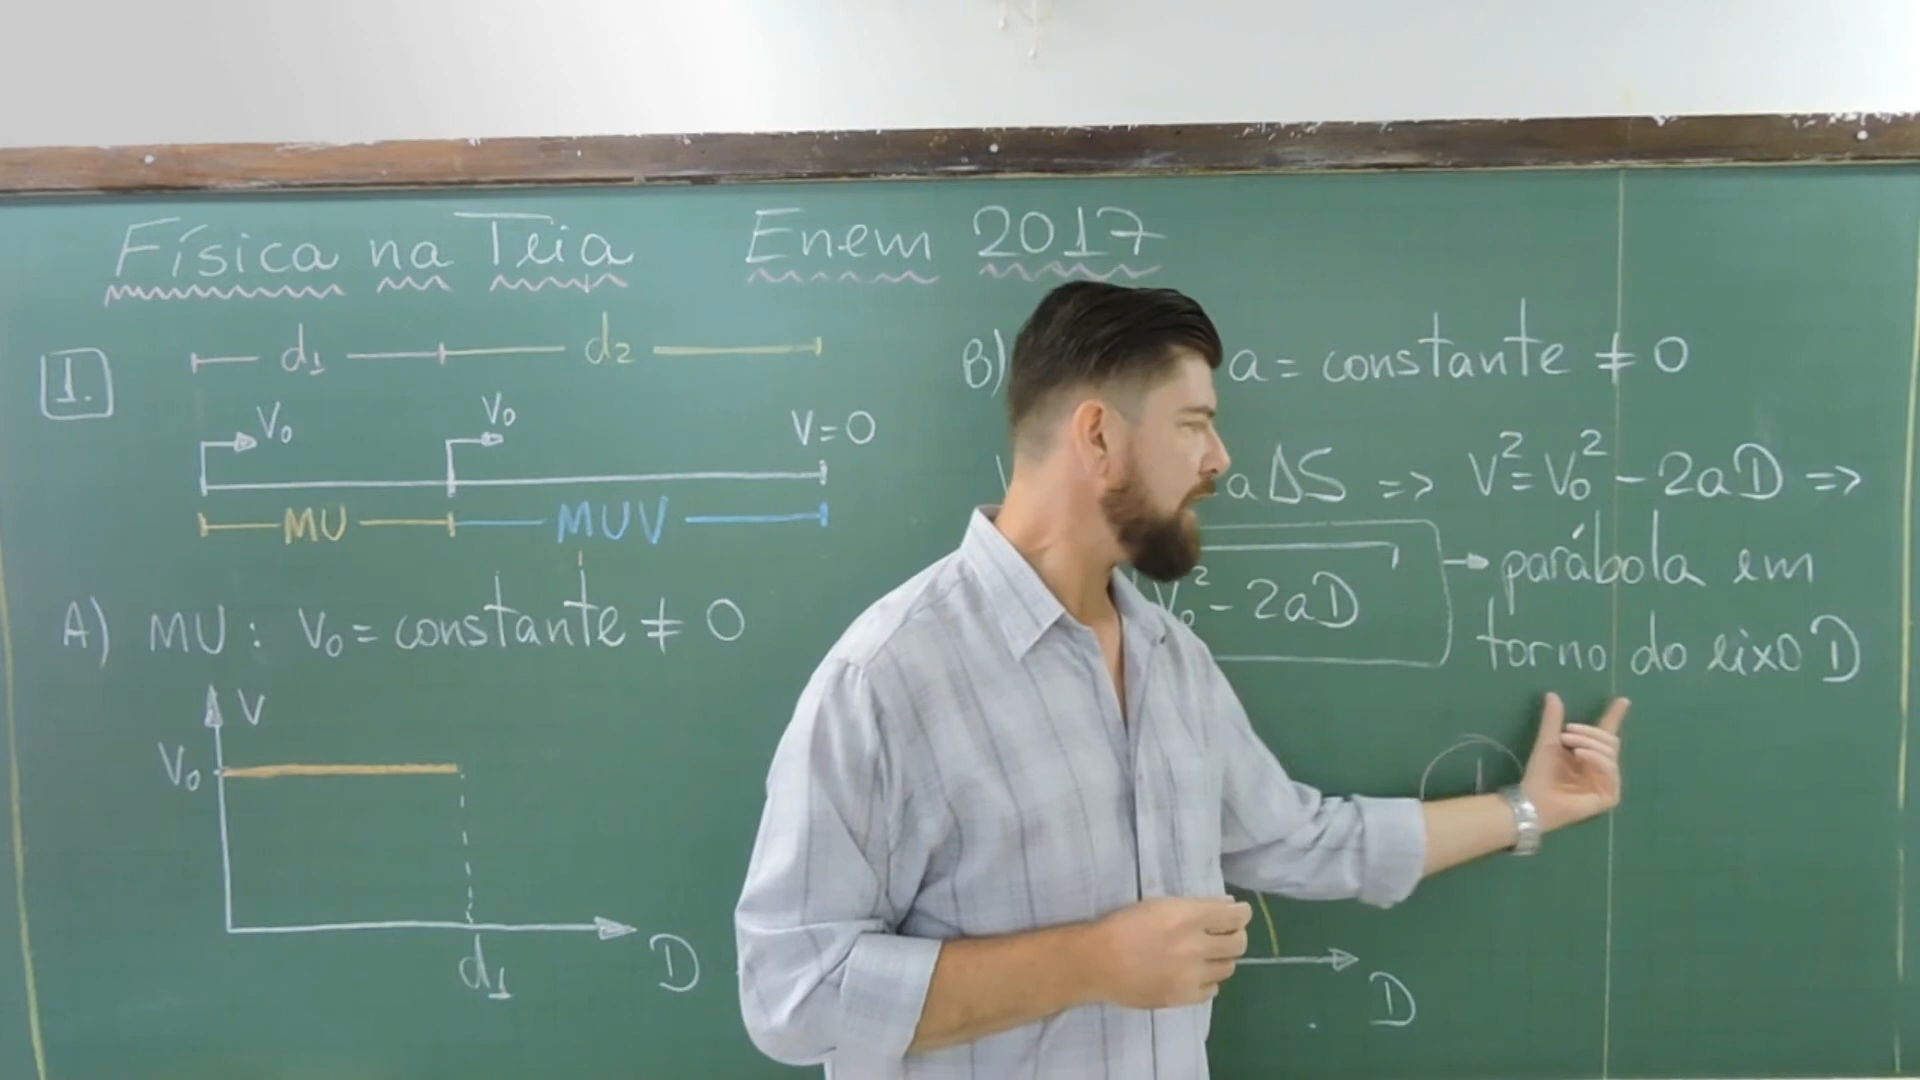 Física na Teia Enem 2017
1.
d1 d2
V0 V0 V=0
MU MUV
A) MU: V0 = constante ≠ 0
V
V0
d1
D
B) a = constante ≠ 0
aΔS => V²=V0²-2aD =>
V0²-2aD → parábola em
torno do eixo D
D